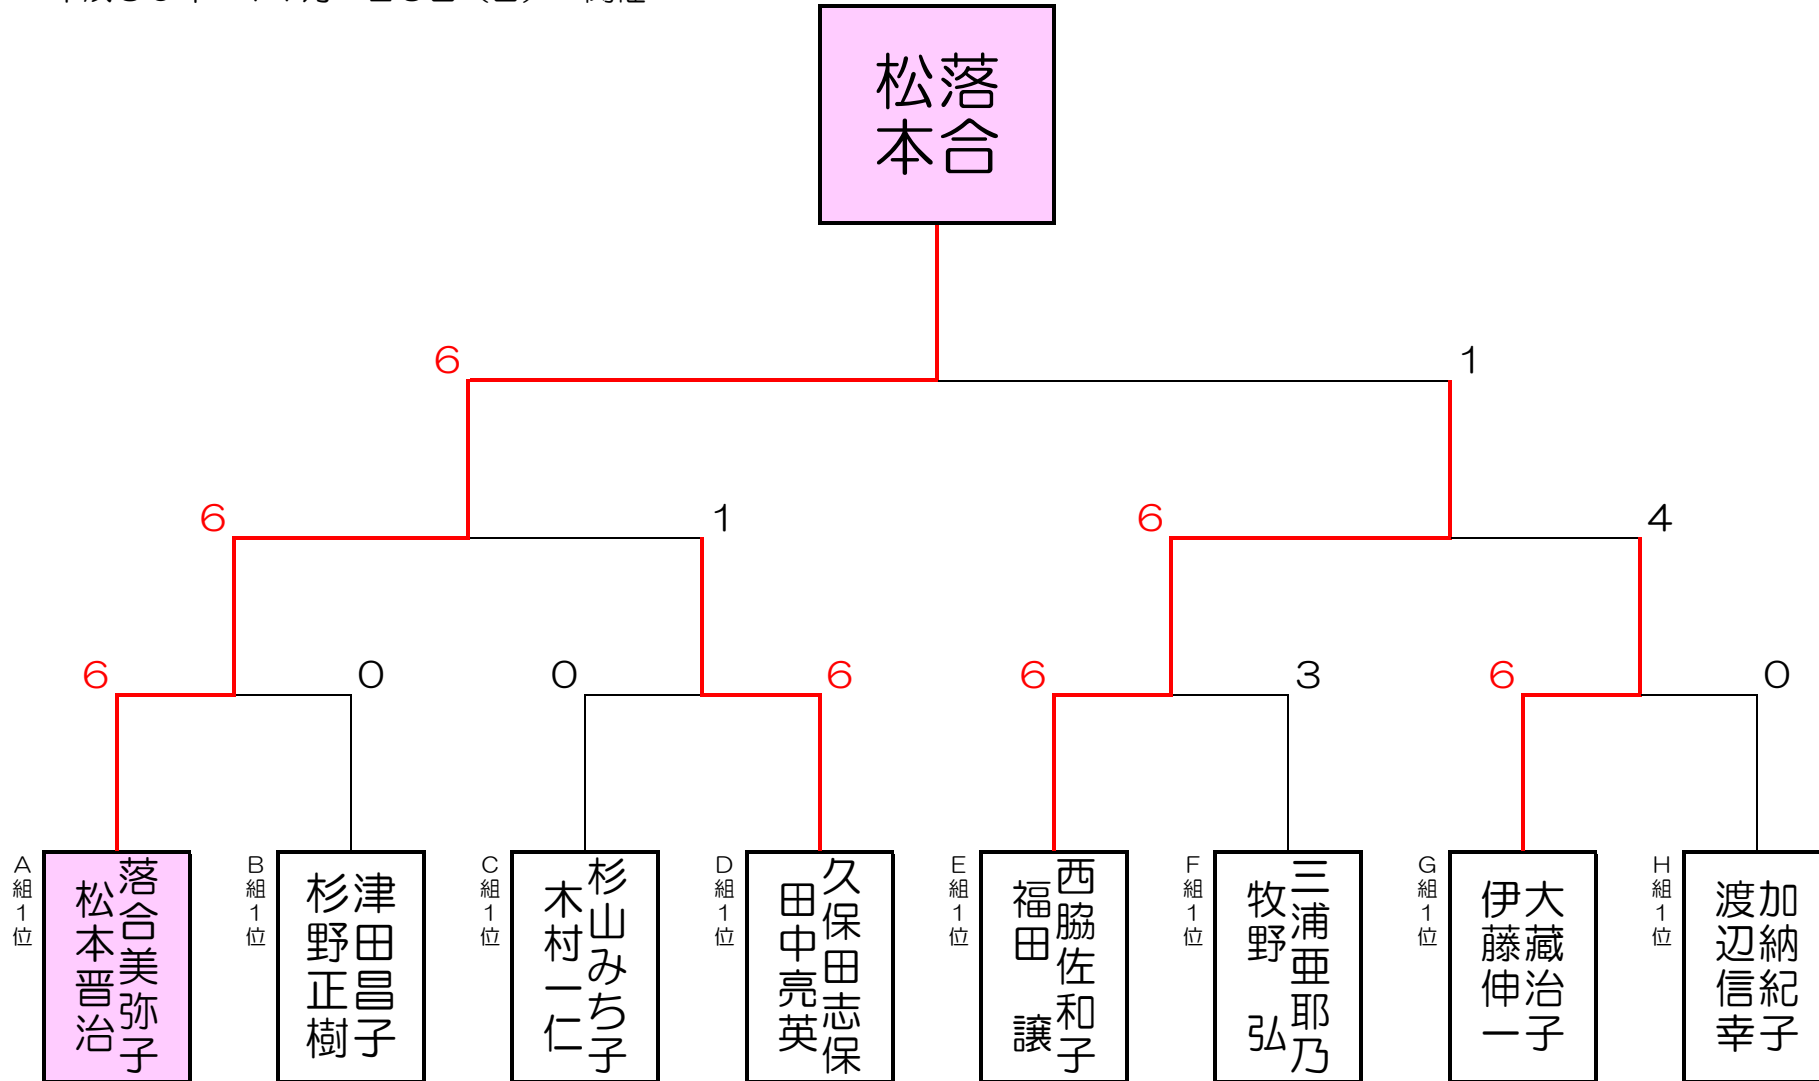 落合
松本
6
1
6
1
6
4
6
0
0
6
6
3
6
0
A組1位
落合美弥子
松本晋治
B組1位
津田昌子
杉野正樹
C組1位
杉山みち子
木村一仁
D組1位
久保田志保
田中亮英
E組1位
西脇佐和子
福田 譲
F組1位
三浦亜耶乃
牧野 弘
G組1位
大藏治子
伊藤伸一
H組1位
加納紀子
渡辺信幸